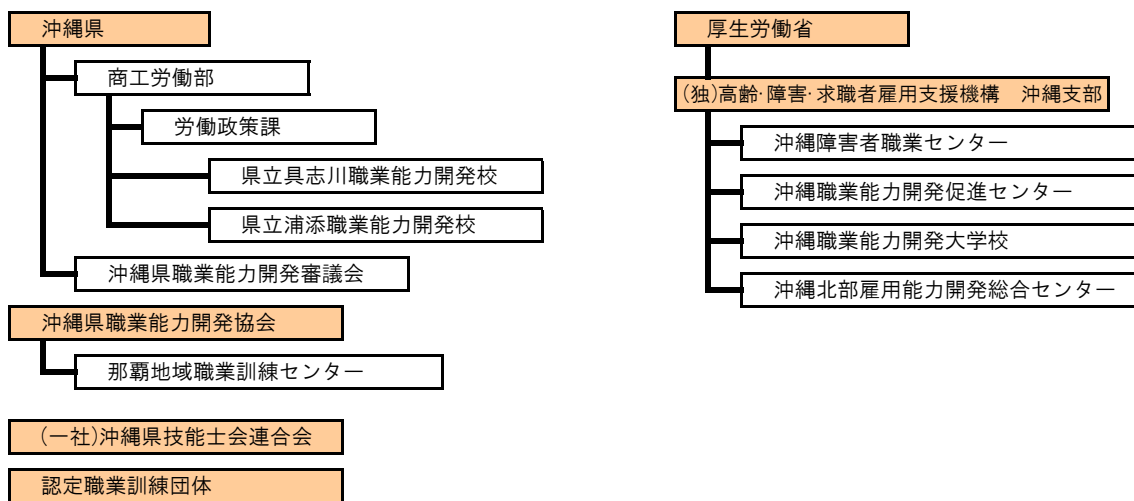 沖縄県
商工労働部
労働政策課
県立具志川職業能力開発校
県立浦添職業能力開発校
沖縄県職業能力開発審議会
沖縄県職業能力開発協会
那覇地域職業訓練センター
(一社)沖縄県技能士会連合会
認定職業訓練団体
厚生労働省
(独)高齢・障害・求職者雇用支援機構　沖縄支部
沖縄障害者職業センター
沖縄職業能力開発促進センター
沖縄職業能力開発大学校
沖縄北部雇用能力開発総合センター